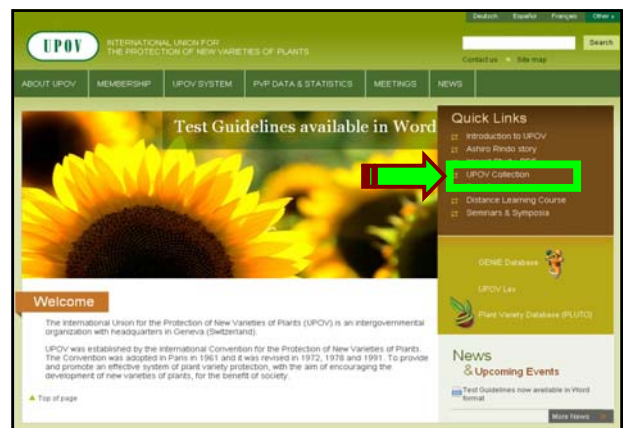 Deutsch Español Français Other
UPOV
INTERNATIONAL UNION FOR
THE PROTECTION OF NEW VARIETIES OF PLANTS
Search
Contact us Site map
ABOUT UPOV MEMBERSHIP UPOV SYSTEM PVP DATA & STATISTICS MEETINGS NEWS
Test Guidelines available in Word
Quick Links
Introduction to UPOV
Ashiro Rindo story
UPOV Collection
Distance Learning Course
Seminars & Symposia
GENIE Database
UPOV Lex
Plant Variety Database (PLUTO)
Welcome
The International Union for the Protection of New Varieties of Plants (UPOV) is an intergovernmental
organization with headquarters in Geneva (Switzerland).
UPOV was established by the International Convention for the Protection of New Varieties of Plants.
The Convention was adopted in Paris in 1961 and it was revised in 1972, 1978 and 1991. To provide
and promote an effective system of plant variety protection, with the aim of encouraging the
development of new varieties of plants, for the benefit of society.
Top of page
News
& Upcoming Events
Test Guidelines now available in Word
format
More News